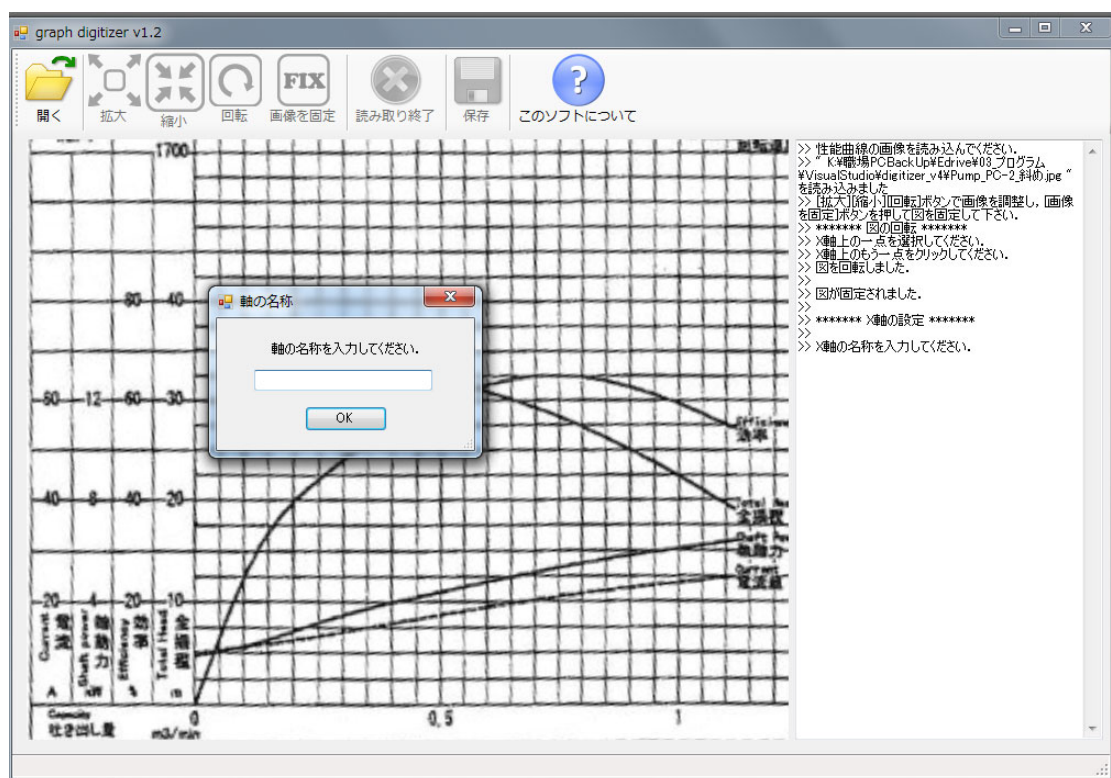 graph digitizer v1.2
開く
拡大
縮小
回転
FIX
画像を固定
読み取り終了
保存
?
このソフトについて
1700
80 40
60 12 60 30
40 8 40 20
20 4 20 10
Current 電流
Shaft power 軸動力
Efficiency 効率
Total Head 全揚程
A kW % m
Capacity
吐き出し量 m3/min
0 0,5 1
効率
Total
全揚程
Shaft
軸動力
Current
電流値
軸の名称
軸の名称を入力してください.
OK
>> 性能曲線の画像を読み込んでください.
>> " K:¥職場PCBackUp¥Edrive¥03_プログラム
¥VisualStudio¥digitizer_v4¥Pump_PC-2_斜め.jpg "
を読み込みました
>> [拡大][縮小][回転]ボタンで画像を調整し, [画像
を固定]ボタンを押して図を固定して下さい.
>> ******* 図の回転 *******
>> X軸上の一点を選択してください.
>> X軸上のもう一点をクリックしてください.
>> 図を回転しました.
>>
>> 図が固定されました.
>>
>> ******* X軸の設定 *******
>>
>> X軸の名称を入力してください.